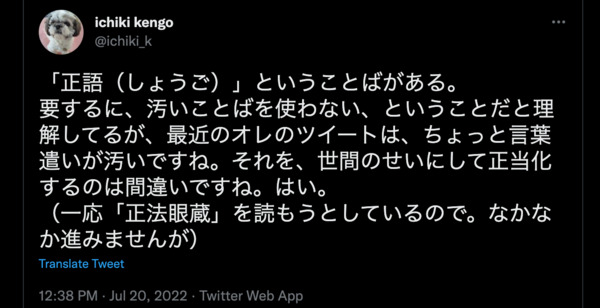 ichiki kengo
@ichiki_k
「正語（しょうご）」ということばがある。
要するに、汚いことばを使わない、ということだと理
解してるが、最近のオレのツイートは、ちょっと言葉
遣いが汚いですね。それを、世間のせいにして正当化
するのは間違いですね。はい。
（一応「正法眼蔵」を読もうとしているので。なかな
か進みませんが）
Translate Tweet
12:38 PM · Jul 20, 2022 · Twitter Web App